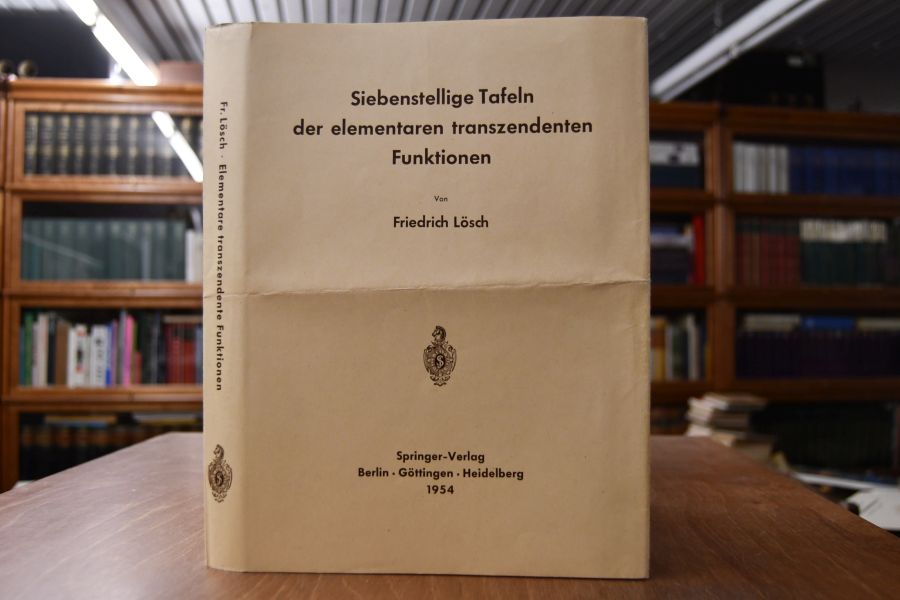 Siebenstellige Tafeln
der elementaren transzendenten
Funktionen
Von
Friedrich Lösch
Springer-Verlag
Berlin · Göttingen · Heidelberg
1954
Fr. Lösch · Elementare transzendente Funktionen